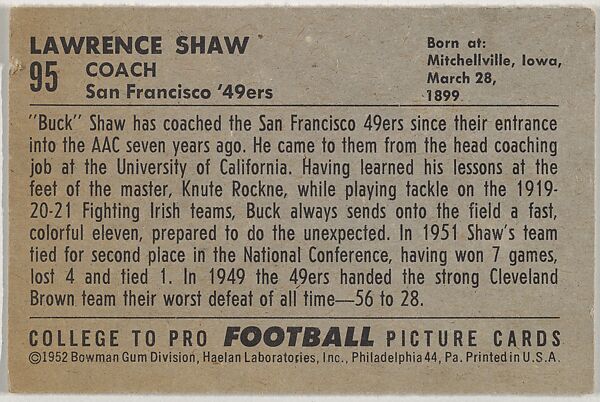 LAWRENCE SHAW
95 COACH
San Francisco '49ers
Born at:
Mitchellville, Iowa,
March 28,
1899
"Buck" Shaw has coached the San Francisco 49ers since their entrance
into the AAC seven years ago. He came to them from the head coaching
job at the University of California. Having learned his lessons at the
feet of the master, Knute Rockne, while playing tackle on the 1919-
20-21 Fighting Irish teams, Buck always sends onto the field a fast,
colorful eleven, prepared to do the unexpected. In 1951 Shaw's team
tied for second place in the National Conference, having won 7 games,
lost 4 and tied 1. In 1949 the 49ers handed the strong Cleveland
Brown team their worst defeat of all time—56 to 28.
COLLEGE TO PRO FOOTBALL PICTURE CARDS
©1952 Bowman Gum Division, Haelan Laboratories, Inc., Philadelphia 44, Pa. Printed in U.S.A.